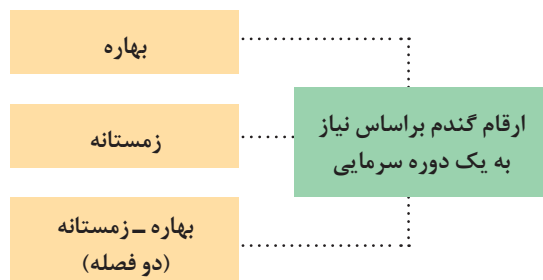 ارقام گندم براساس نیاز
به یک دوره سرمایی
بهاره
زمستانه
بهاره ـ زمستانه
(دو فصله)